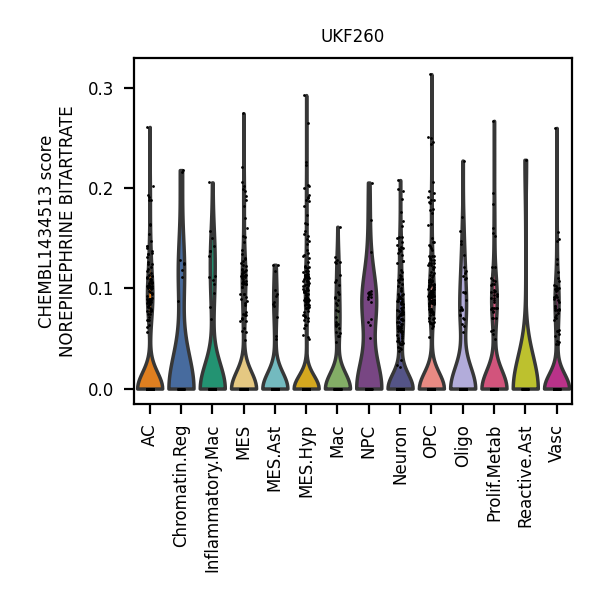 UKF260
CHEMBL1434513 score
NOREPINEPHRINE BITARTRATE
0.3
0.2
0.1
0.0
AC
Chromatin.Reg
Inflammatory.Mac
MES
MES.Ast
MES.Hyp
Mac
NPC
Neuron
OPC
Oligo
Prolif.Metab
Reactive.Ast
Vasc